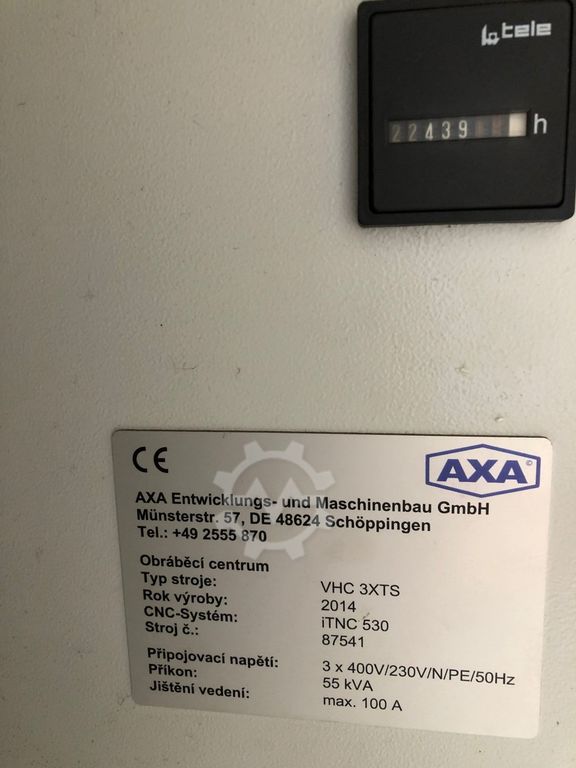 tele
22439 h
CE
AXA
AXA Entwicklungs- und Maschinenbau GmbH
Münsterstr. 57, DE 48624 Schöppingen
Tel.: +49 2555 870
Obráběcí centrum
Typ stroje: VHC 3XTS
Rok výroby: 2014
CNC-Systém: iTNC 530
Stroj č.: 87541
Připojovací napětí: 3 x 400V/230V/N/PE/50Hz
Příkon: 55 kVA
Jištění vedení: max. 100 A